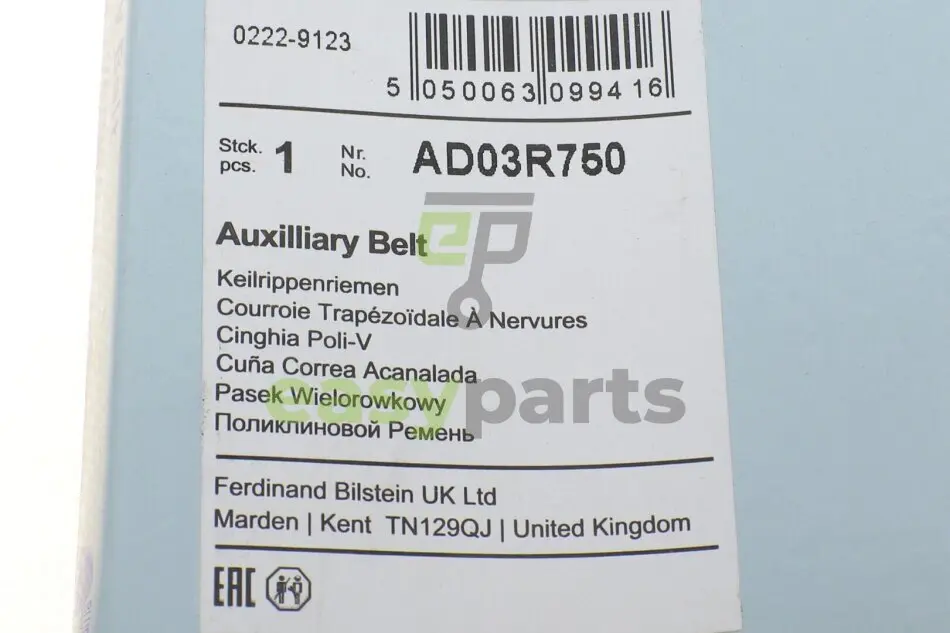 0222-9123
5 050063 099416
Stck. pcs. 1 Nr. No. AD03R750
Auxilliary Belt
Keilrippenriemen
Courroie Trapézoïdale À Nervures
Cinghia Poli-V
Cuña Correa Acanalada
Pasek Wielorowkowy
Поликлиновой Ремень
easyparts
Ferdinand Bilstein UK Ltd
Marden | Kent TN129QJ | United Kingdom
EAC